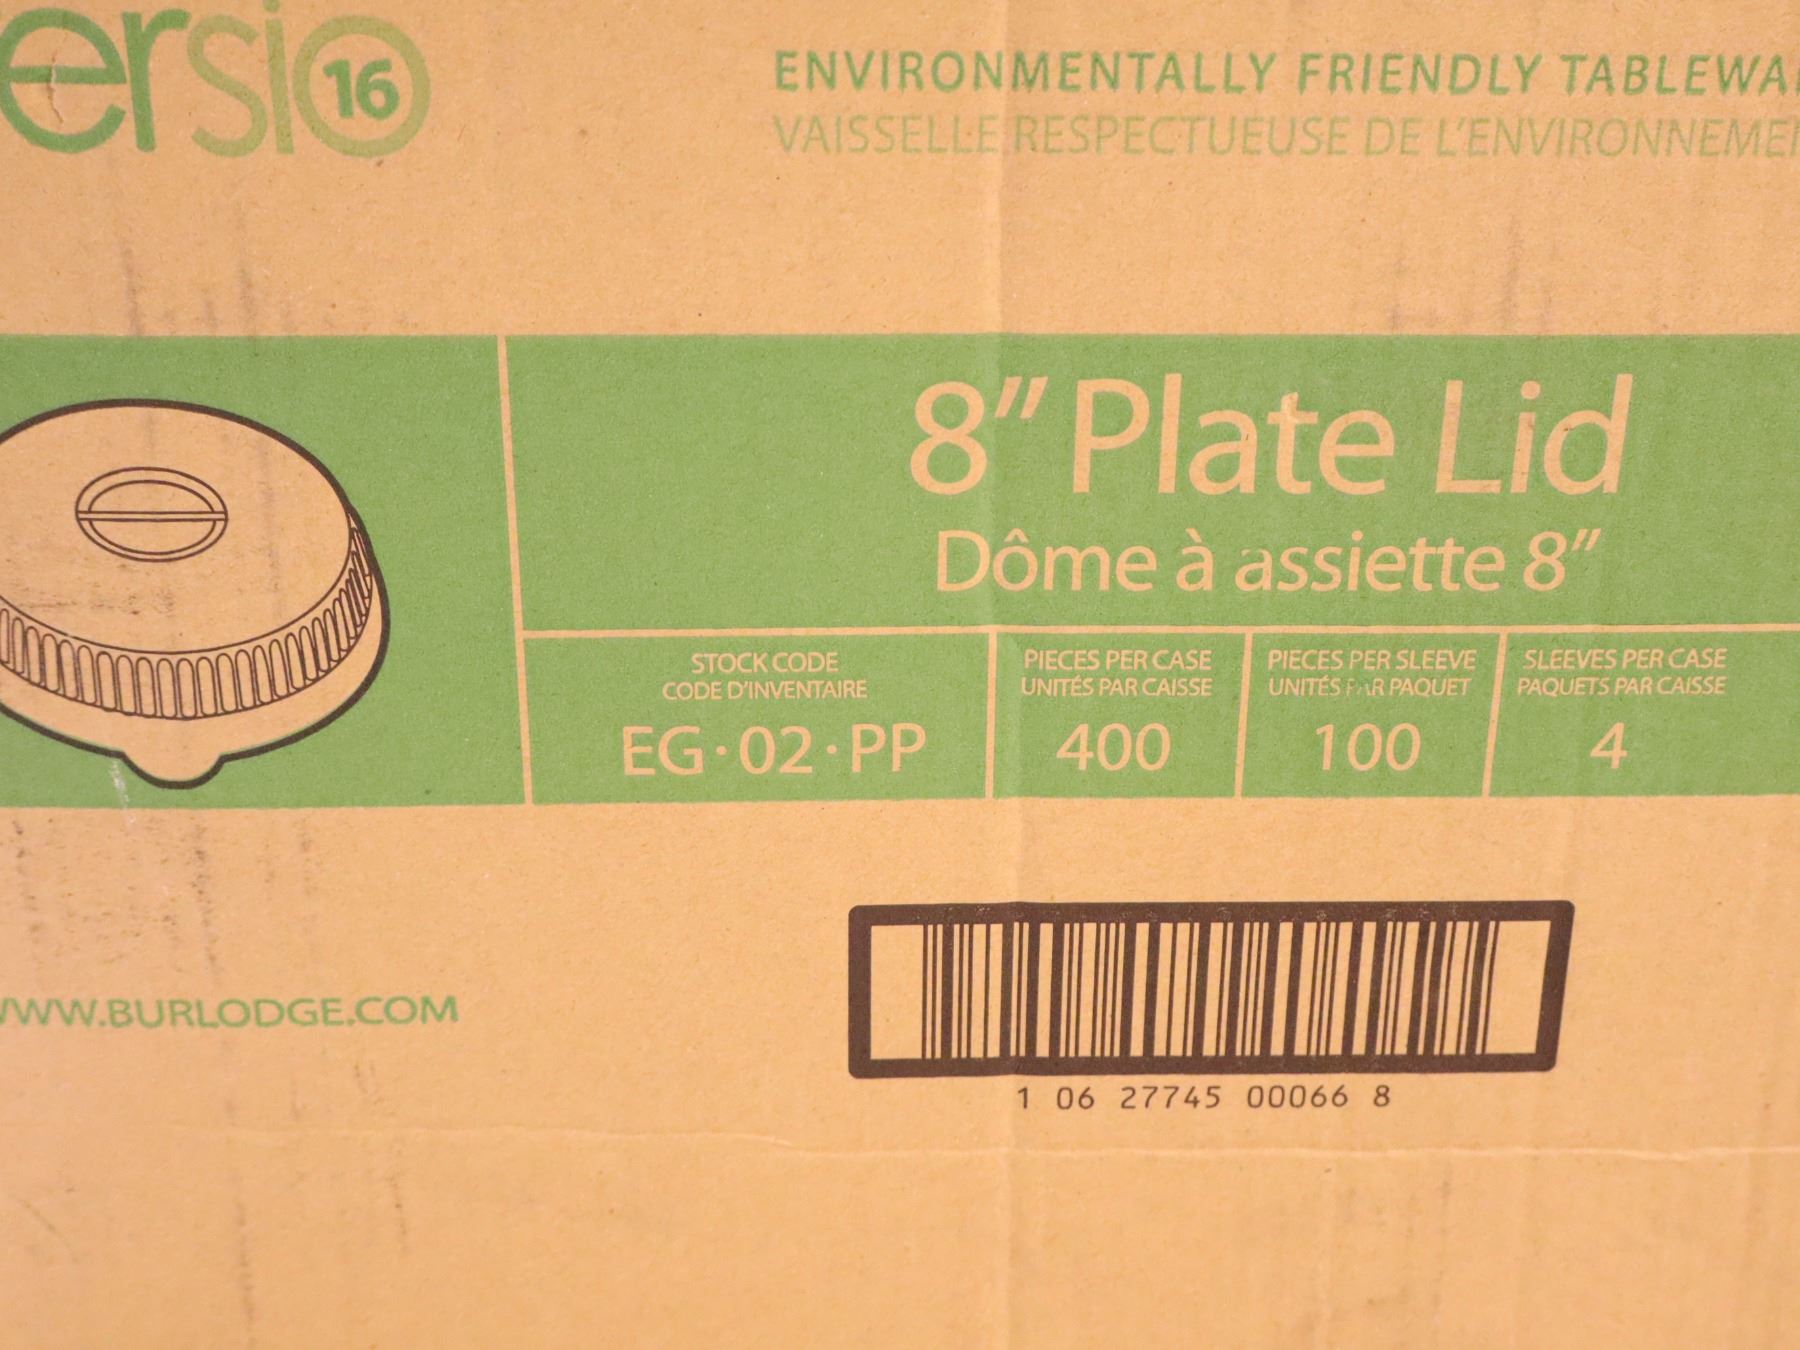 ersio 16
ENVIRONMENTALLY FRIENDLY
VAISSELLE RESPECTUEUSE DE
8" Plate Lid
Dôme à assiette 8"
STOCK CODE
CODE D'INVENTAIRE
EG·02·PP
PIECES PER CASE
UNITÉS PAR CAISSE
400
PIECES PER SLEEVE
UNITÉS PAR PAQUET
100
SLEEVES PER CASE
PAQUETS PAR CAISSE
4
WWW.BURLODGE.COM
1 06 27745 00066 8